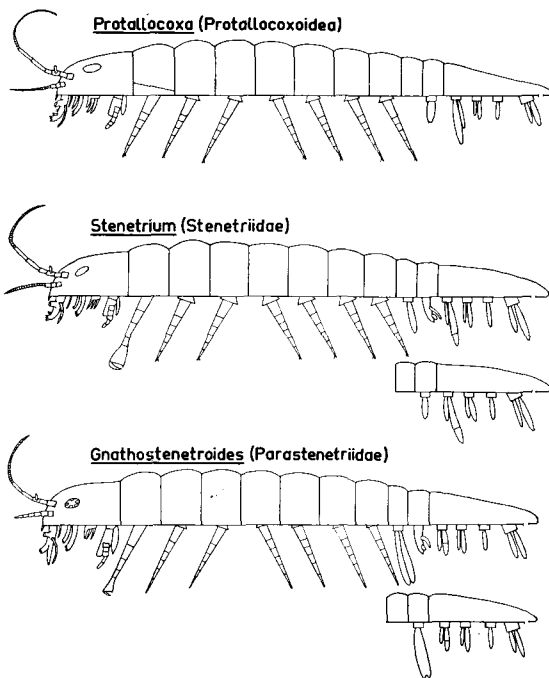 Protallocoxa (Protallocoxoidea)
Stenetrium (Stenetriidae)
Gnathostenetroides (Parastenetriidae)